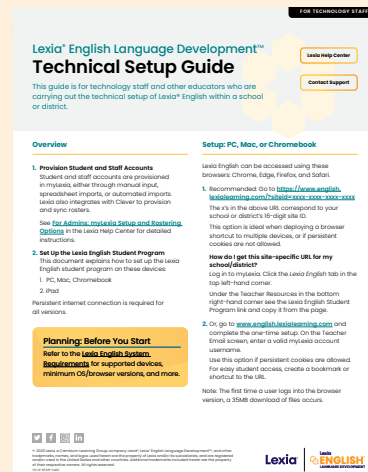 FOR TECHNOLOGY STAFF
Lexia® English Language Development™
Technical Setup Guide
This guide is for technology staff and other educators who are
carrying out the technical setup of Lexia® English within a school
or district.
Lexia Help Center
Contact Support
Overview
1. Provision Student and Staff Accounts
Student and staff accounts are provisioned
in myLexia, either through manual input,
spreadsheet imports, or automated imports.
Lexia also integrates with Clever to provision
and sync rosters.
See For Admins: myLexia Setup and Rostering
Options in the Lexia Help Center for detailed
instructions.
2. Set Up the Lexia English Student Program
This document explains how to set up the Lexia
English student program on these devices:
1. PC, Mac, Chromebook
2. iPad
Persistent internet connection is required for
all versions.
Planning: Before You Start
Refer to the Lexia English System
Requirements for supported devices,
minimum OS/browser versions, and more.
Setup: PC, Mac, or Chromebook
Lexia English can be accessed using these
browsers: Chrome, Edge, Firefox, and Safari.
1. Recommended: Go to https://www.english.
lexialearning.com/?siteid=xxxx-xxxx-xxxx-xxxx
The x's in the above URL correspond to your
school or district's 16-digit site ID.
This option is ideal when deploying a browser
shortcut to multiple devices, or if persistent
cookies are not allowed.
How do I get this site-specific URL for my
school/district?
Log in to myLexia. Click the Lexia English tab in the
top left-hand corner.
Under the Teacher Resources in the bottom
right-hand corner see the Lexia English Student
Program link and copy it from the page.
2. Or, go to www.english.lexialearning.com and
complete the one-time setup. On the Teacher
Email screen, enter a valid myLexia account
username.
Use this option if persistent cookies are allowed.
For easy student access, create a bookmark or
shortcut to the URL.
Note: The first time a user logs into the browser
version, a 35MB download of files occurs.
Lexia
Lexia
ENGLISH
LANGUAGE DEVELOPMENT